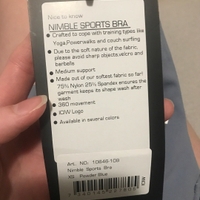 Nice to know
NIMBLE SPORTS BRA
• Crafted to cope with training types like
Yoga, Powerwalks and couch surfing
• Due to the soft nature of the fabric,
please avoid sharp objects, velcro and
barbells
• Medium support
• Made out of our softest fabric so far!
75% Nylon 25% Spandex ensures the
garment keeps its shape wash after
wash
• 360 movement
• ICIW Logo
• Available in several colors
Art. NO: 10646-109
Nimble Sports Bra
XS Powder Blue